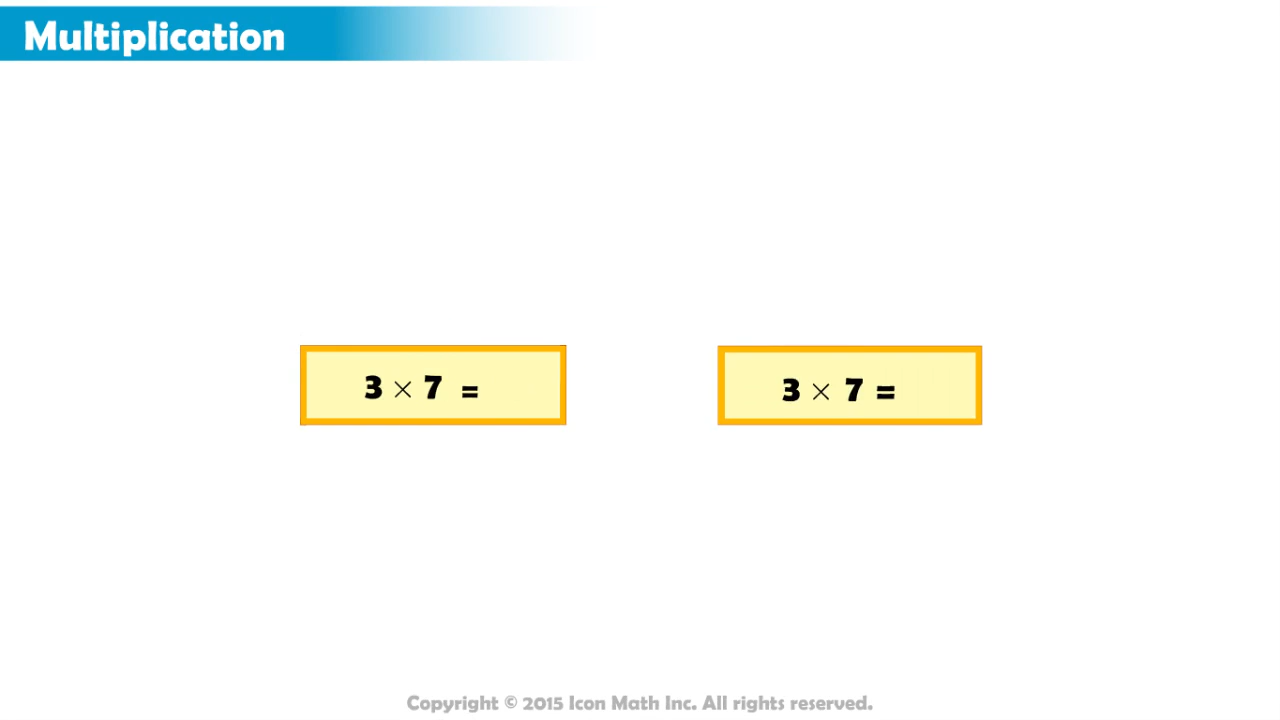 Multiplication
3 × 7 =
3 × 7 =
Copyright © 2015 Icon Math Inc. All rights reserved.